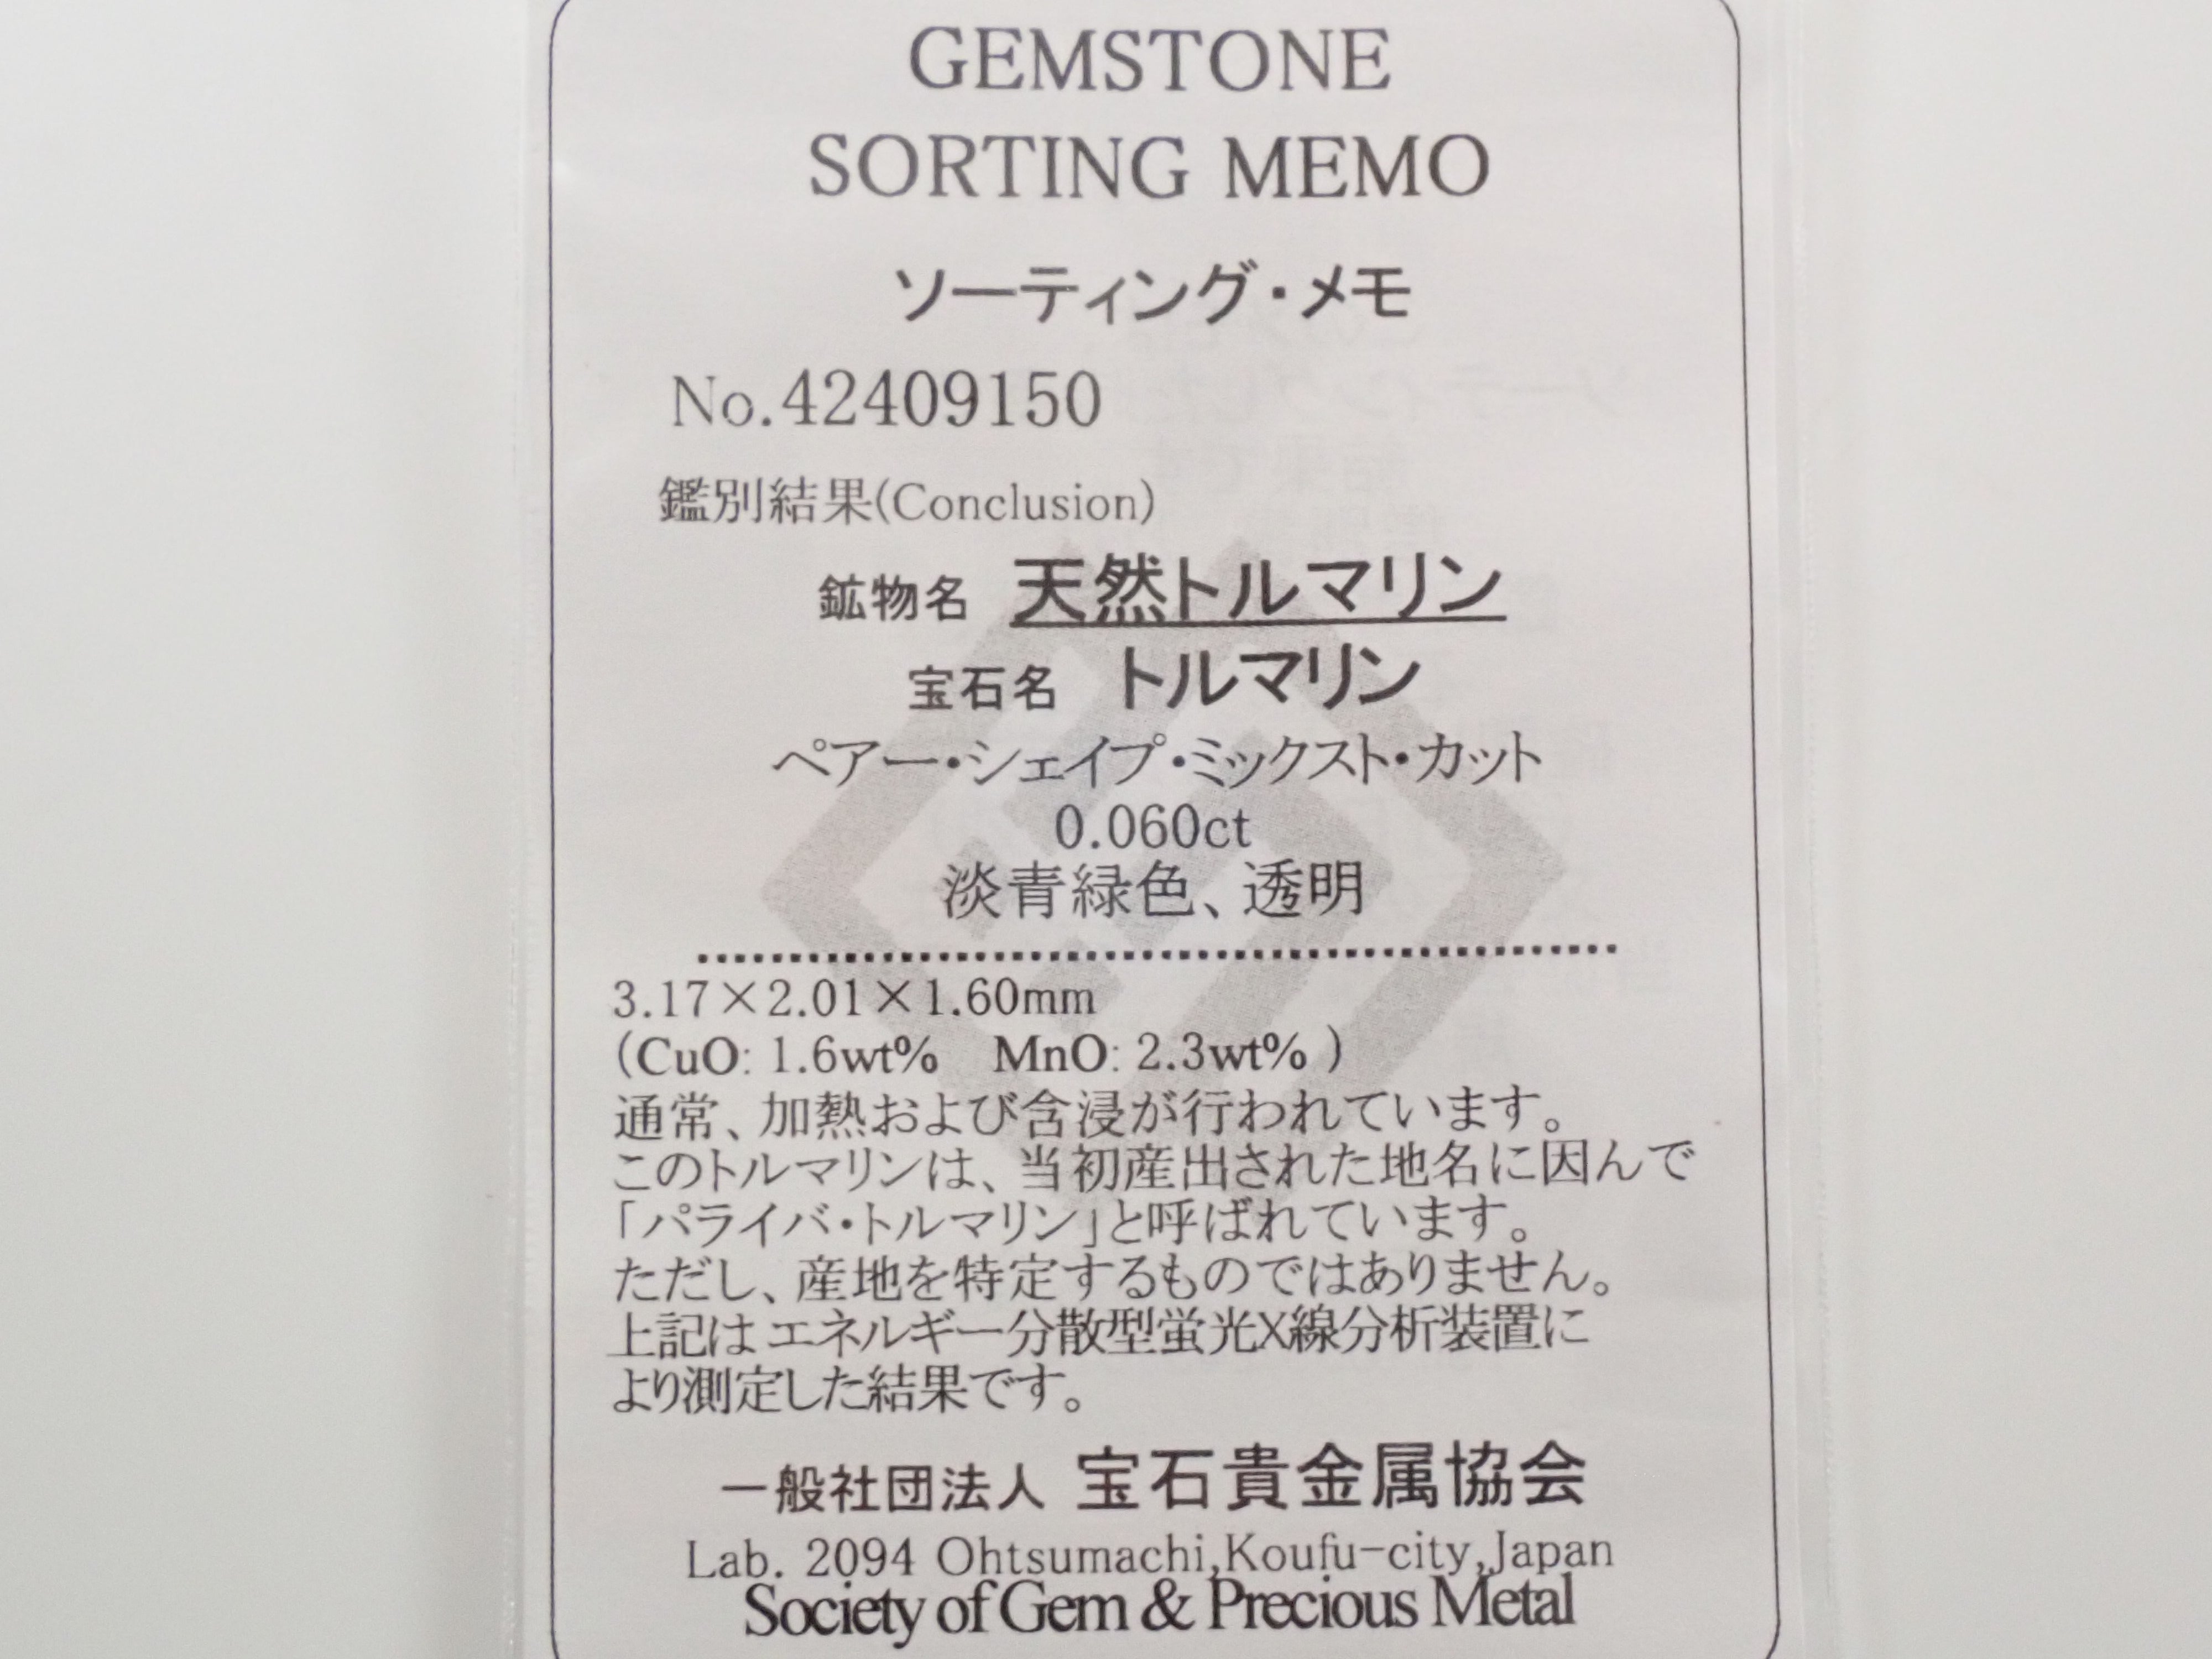 GEMSTONE
SORTING MEMO
ソーティング・メモ
No.42409150
鑑別結果(Conclusion)
鉱物名 天然トルマリン
宝石名 トルマリン
ペアー・シェイプ・ミックスト・カット
0.060ct
淡青緑色、透明
3.17×2.01×1.60mm
(CuO: 1.6wt% MnO: 2.3wt% )
通常、加熱および含浸が行われています。
このトルマリンは、当初産出された地名に因んで
「パライバ・トルマリン」と呼ばれています。
ただし、産地を特定するものではありません。
上記はエネルギー分散型蛍光X線分析装置に
より測定した結果です。
一般社団法人 宝石貴金属協会
Lab. 2094 Ohtsumachi,Koufu-city,Japan
Society of Gem & Precious Metal